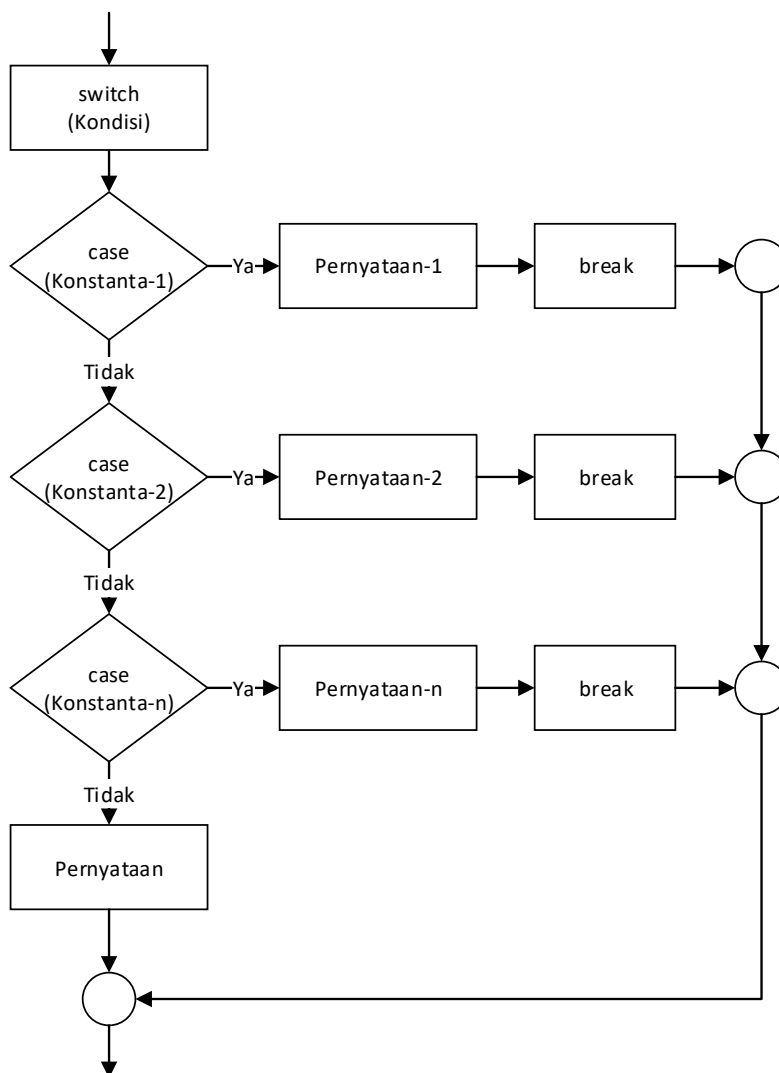 switch
(Kondisi)
case
(Konstanta-1)
Ya
Pernyataan-1
break
Tidak
case
(Konstanta-2)
Ya
Pernyataan-2
break
Tidak
case
(Konstanta-n)
Ya
Pernyataan-n
break
Tidak
Pernyataan